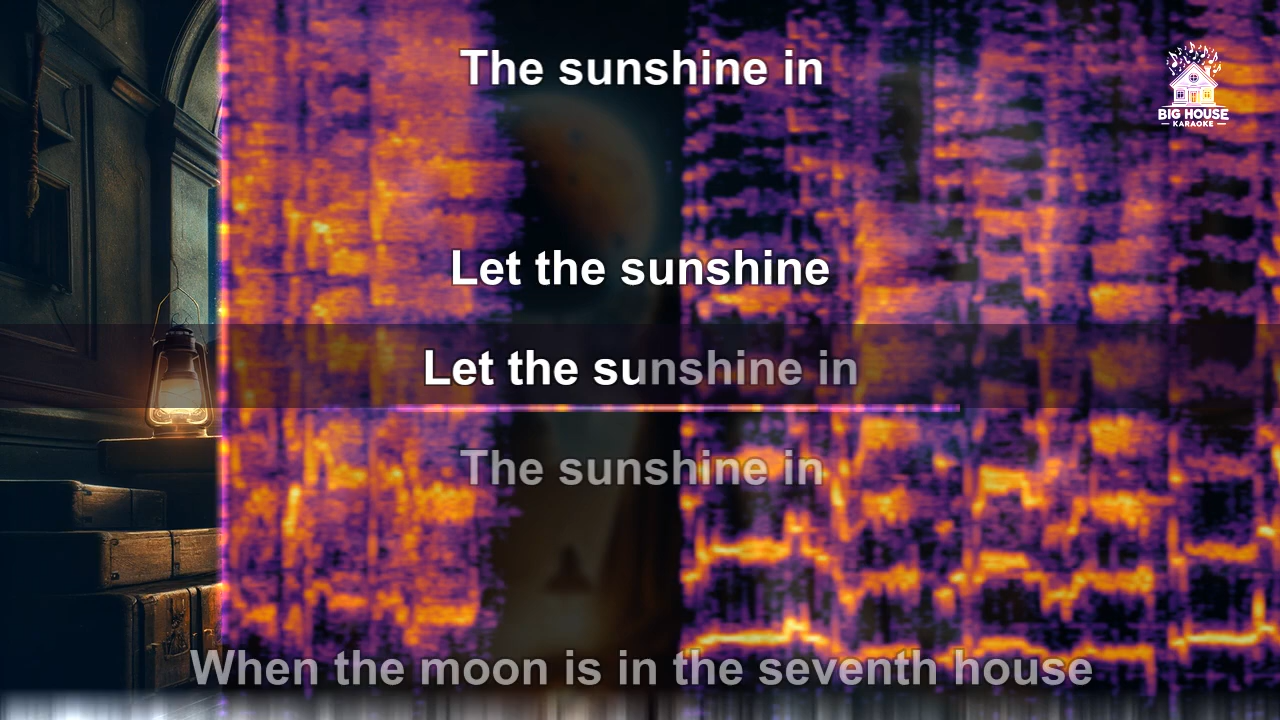 The sunshine in
BIG HOUSE
KARAOKE
Let the sunshine
Let the sunshine in
The sunshine in
When the moon is in the seventh house